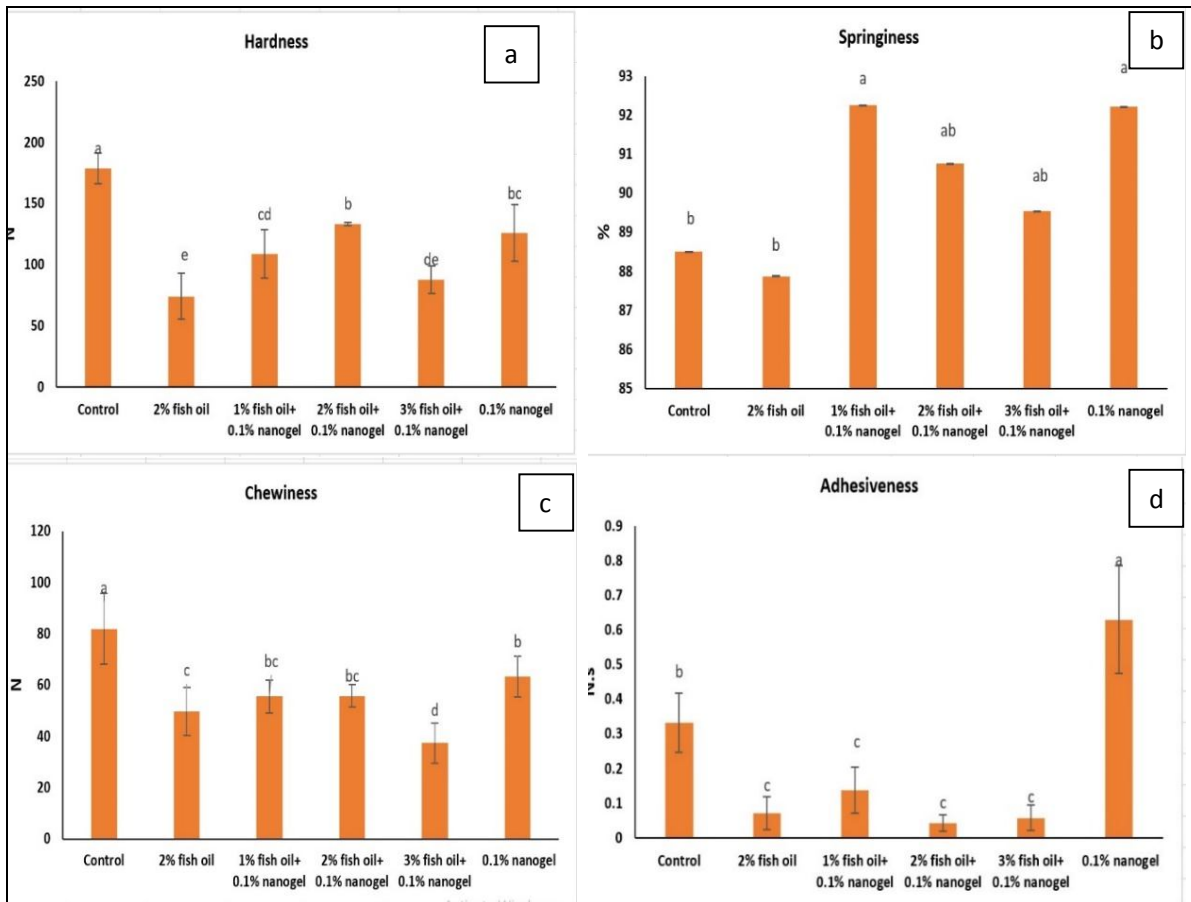 Hardness
a
250
200
150
100
50
0
N
a
e
cd
b
de
bc
Control
2% fish oil
1% fish oil+
0.1% nanogel
2% fish oil+
0.1% nanogel
3% fish oil+
0.1% nanogel
0.1% nanogel
Springiness
b
93
92
91
90
89
88
87
86
85
%
b
b
a
ab
ab
a
Control
2% fish oil
1% fish oil+
0.1% nanogel
2% fish oil+
0.1% nanogel
3% fish oil+
0.1% nanogel
0.1% nanogel
Chewiness
c
120
100
80
60
40
20
0
N
a
c
bc
bc
d
b
Control
2% fish oil
1% fish oil+
0.1% nanogel
2% fish oil+
0.1% nanogel
3% fish oil+
0.1% nanogel
0.1% nanogel
Adhesiveness
d
0.9
0.8
0.7
0.6
0.5
0.4
0.3
0.2
0.1
0
N.s
b
c
c
c
c
a
Control
2% fish oil
1% fish oil+
0.1% nanogel
2% fish oil+
0.1% nanogel
3% fish oil+
0.1% nanogel
0.1% nanogel